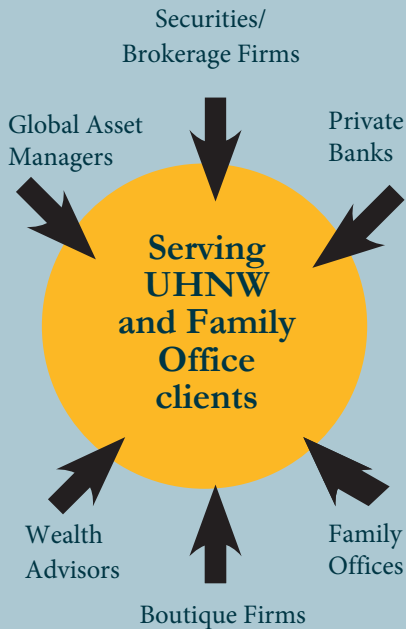 Securities/
Brokerage Firms
Global Asset
Managers
Private
Banks
Serving
UHNW
and Family
Office
clients
Wealth
Advisors
Family
Offices
Boutique Firms